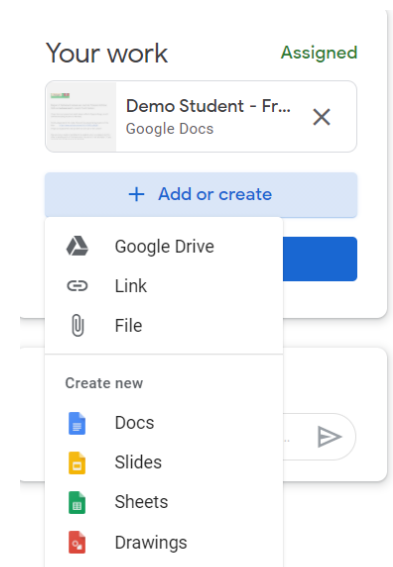 Your work Assigned
Demo Student - Fr...
Google Docs
+ Add or create
Google Drive
Link
File
Create new
Docs
Slides
Sheets
Drawings